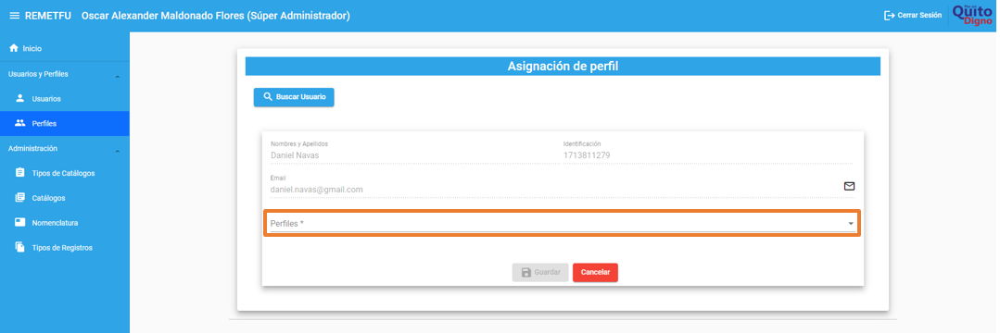 REMETFU Oscar Alexander Maldonado Flores (Súper Administrador)
Cerrar Sesión
Quito
Digno
Inicio
Usuarios y Perfiles
Usuarios
Perfiles
Administración
Tipos de Catálogos
Catálogos
Nomenclatura
Tipos de Registros
Asignación de perfil
Buscar Usuario
Nombres y Apellidos
Daniel Navas
Identificación
1713811279
Email
daniel.navas@gmail.com
Perfiles *
Guardar
Cancelar